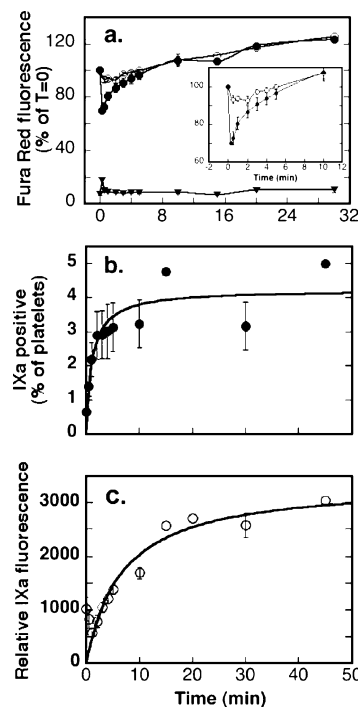 a.
Fura Red fluorescence
(% of T=0)
120
80
40
20
0
100
80
60
-2 0 2 4 6 8 10 12
Time (min)
0 8 16 24 32
b.
IXa positive
(% of platelets)
6
5
4
3
2
1
0
c.
Relative IXa fluorescence
3000
2000
1000
0
0 10 20 30 40 50
Time (min)